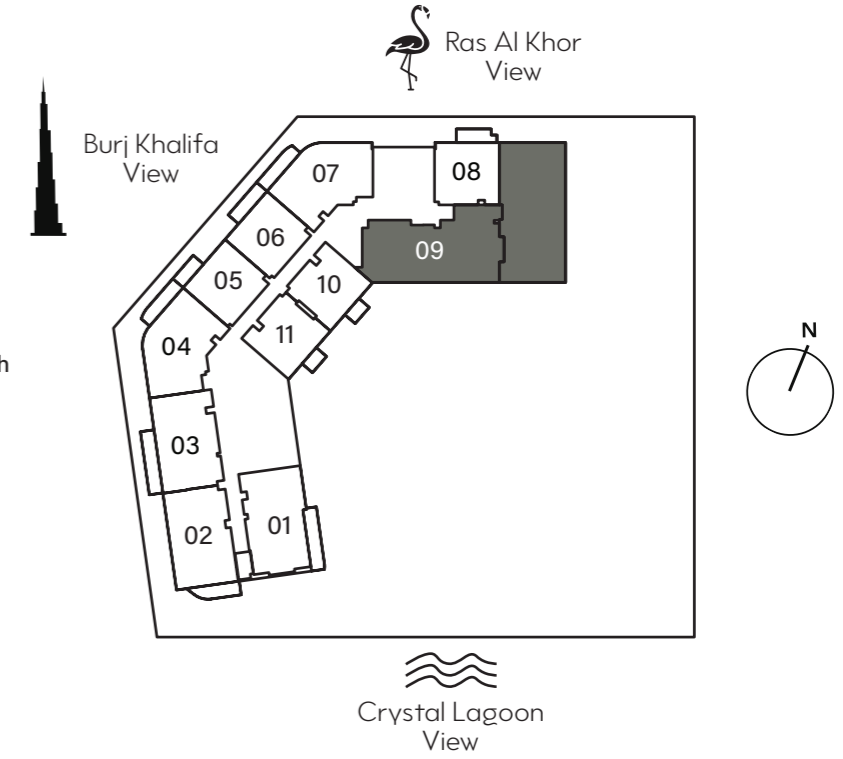 Ras Al Khor
View
Burj Khalifa
View
07
08
06
09
05
10
11
04
N
h
03
01
02
Crystal Lagoon
View